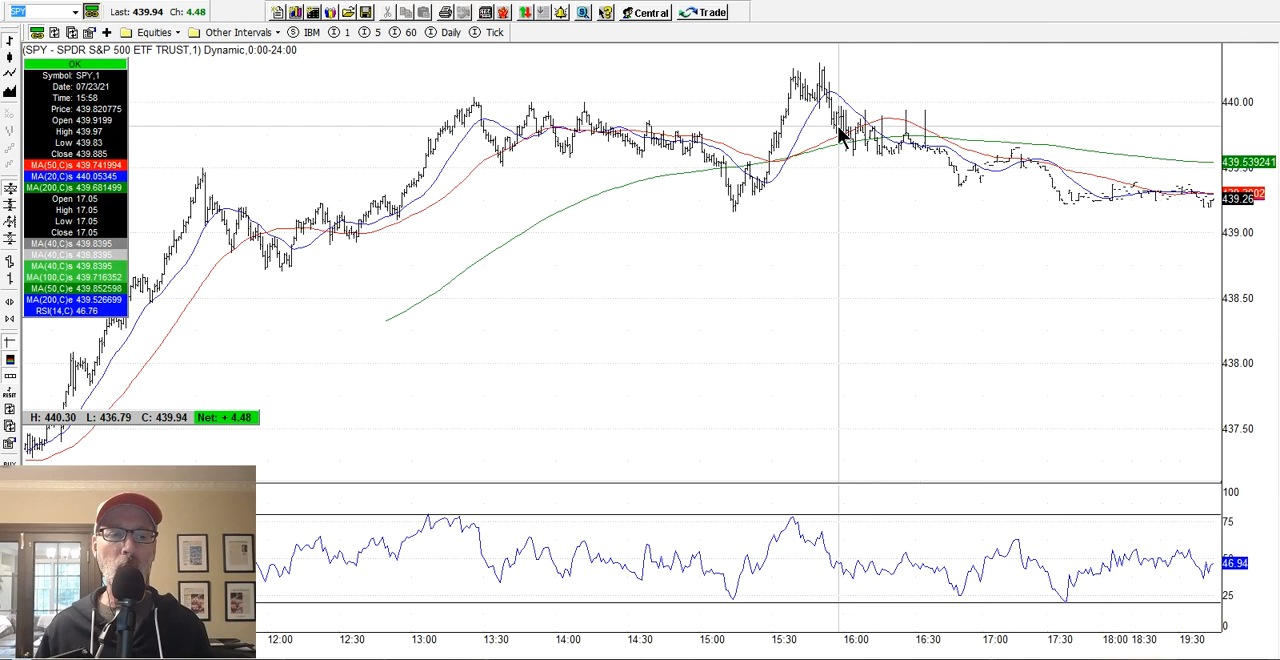 SPY Last: 439.94 Ch: 4.48 Central Trade
Equities Other Intervals S IBM I 1 I 5 I 60 I Daily I Tick
(SPY - SPDR S&P 500 ETF TRUST,1) Dynamic,0:00-24:00
OK
Symbol: SPY,1
Date: 07/23/21
Time: 15:58
Price: 439.820775
Open 439.9199
High 439.97
Low 439.83
Close 439.885
MA(50,C)s 439.741994
MA(20,C)s 440.05345
MA(200,C)s 439.681499
Open 17.05
High 17.05
Low 17.05
Close 17.05
MA(40,C)s 439.8395
MA(40,C)s 439.8395
MA(40,C)s 439.8395
MA(100,C)s 439.716352
MA(50,C)e 439.852598
MA(200,C)e 439.526699
RSI(14,C) 46.76
RESET
H: 440.30 L: 436.79 C: 439.94 Net: + 4.48
440.00
439.539241
439.26
439.00
438.50
438.00
437.50
100
75
46.94
25
0
12:00 12:30 13:00 13:30 14:00 14:30 15:00 15:30 16:00 16:30 17:00 17:30 18:00 18:30 19:30